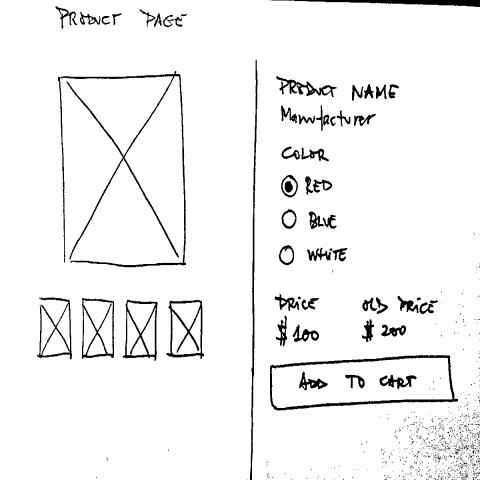 PRODUCT PAGE
PRODUCT NAME
Manufacturer
COLOR
RED
BLUE
WHITE
PRICE OLD PRICE
$100 $200
ADD TO CART